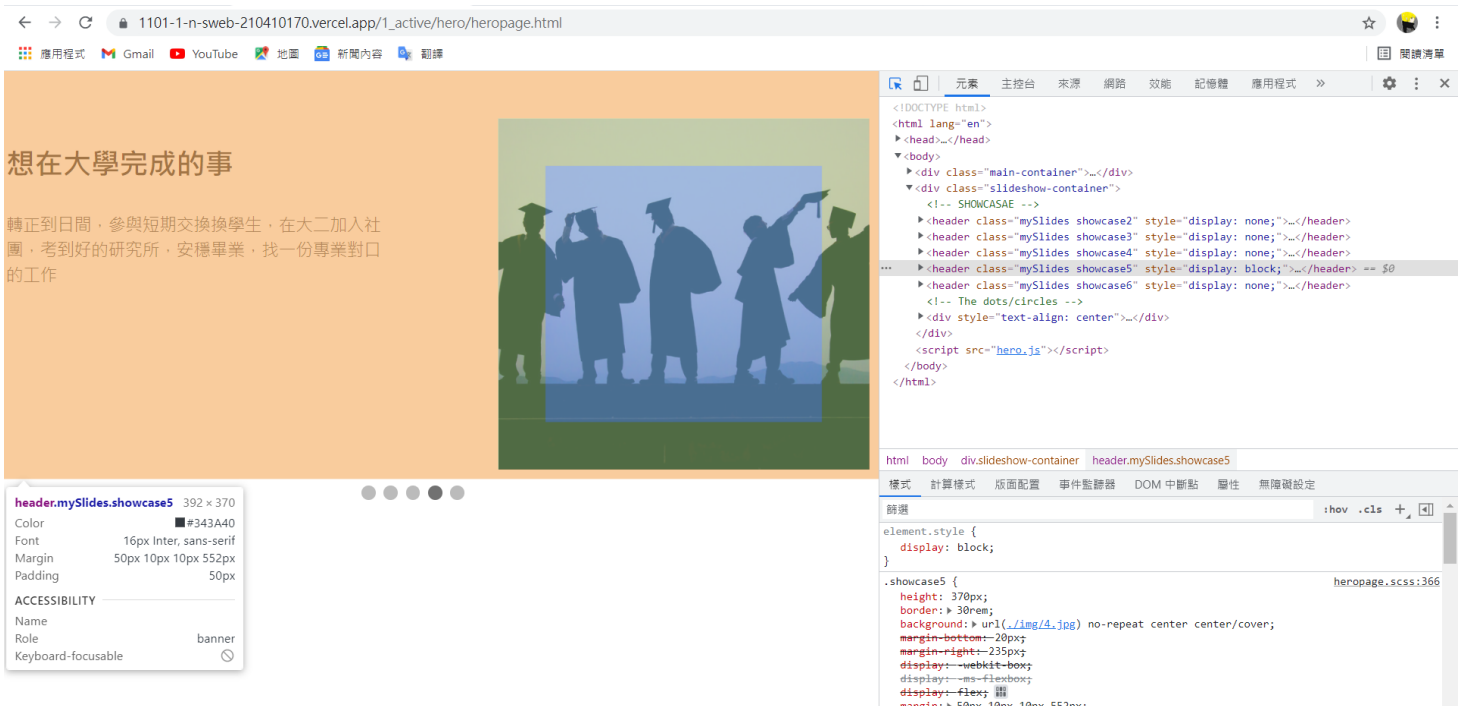 1101-1-n-sweb-210410170.vercel.app/1_active/hero/heropage.html
應用程式 Gmail YouTube 地圖 新聞內容 翻譯 閱讀清單
想在大學完成的事
轉正到日間，參與短期交換換學生，在大二加入社
團，考到好的研究所，安穩畢業，找一份專業對口
的工作
header.mySlides.showcase5 392 × 370
Color #343A40
Font 16px Inter, sans-serif
Margin 50px 10px 10px 552px
Padding 50px
ACCESSIBILITY
Name
Role banner
Keyboard-focusable
元素 主控台 來源 網路 效能 記憶體 應用程式 »
<!DOCTYPE html>
<html lang="en">
<head>…</head>
<body>
<div class="main-container">…</div>
<div class="slideshow-container">
<!-- SHOWCASAE -->
<header class="mySlides showcase2" style="display: none;">…</header>
<header class="mySlides showcase3" style="display: none;">…</header>
<header class="mySlides showcase4" style="display: none;">…</header>
<header class="mySlides showcase5" style="display: block;">…</header> == $0
<header class="mySlides showcase6" style="display: none;">…</header>
<!-- The dots/circles -->
<div style="text-align: center">…</div>
</div>
<script src="hero.js"></script>
</body>
</html>
html body div.slideshow-container header.mySlides.showcase5
樣式 計算樣式 版面配置 事件監聽器 DOM 中斷點 屬性 無障礙設定
篩選 :hov .cls +
element.style {
display: block;
}
.showcase5 { heropage.scss:366
height: 370px;
border: 30rem;
background: url(./img/4.jpg) no-repeat center center/cover;
margin-bottom: 20px;
margin-right: 235px;
display: -webkit-box;
display: -ms-flexbox;
display: flex;
margin: 50px 10px 10px 552px;